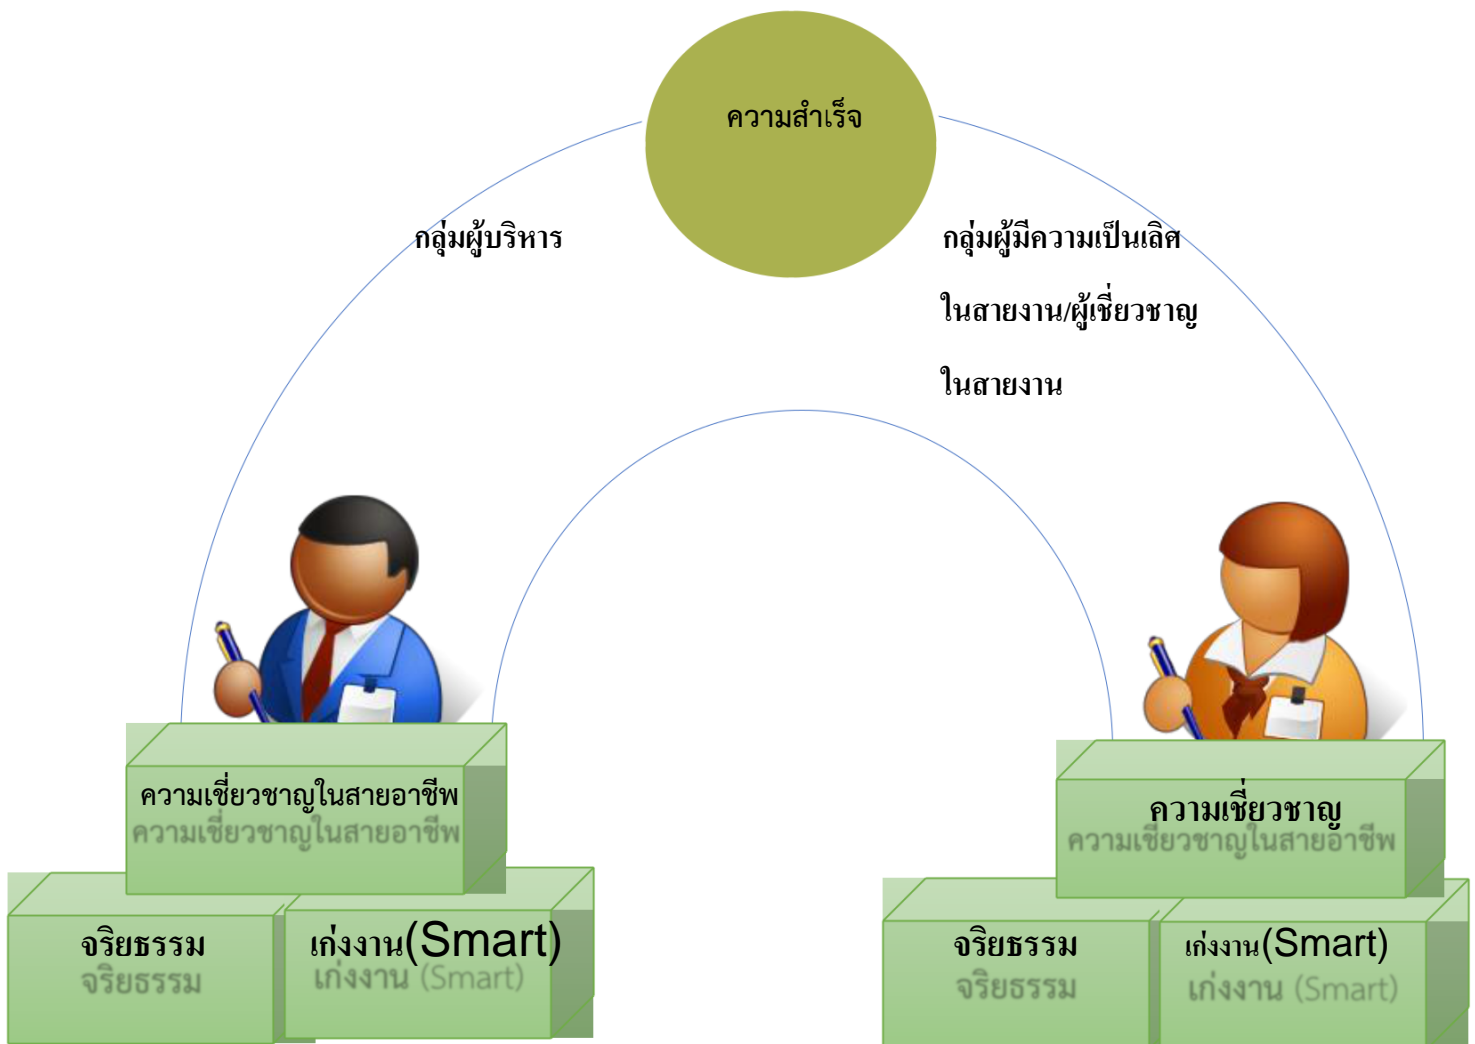 ความสำเร็จ
กลุ่มผู้บริหาร
กลุ่มผู้มีความเป็นเลิศ
ในสายงาน/ผู้เชี่ยวชาญ
ในสายงาน
ความเชี่ยวชาญในสายอาชีพ
ความเชี่ยวชาญในสายอาชีพ
จริยธรรม
จริยธรรม
เก่งงาน(Smart)
เก่งงาน (Smart)
ความเชี่ยวชาญ
ความเชี่ยวชาญในสายอาชีพ
จริยธรรม
จริยธรรม
เก่งงาน(Smart)
เก่งงาน (Smart)